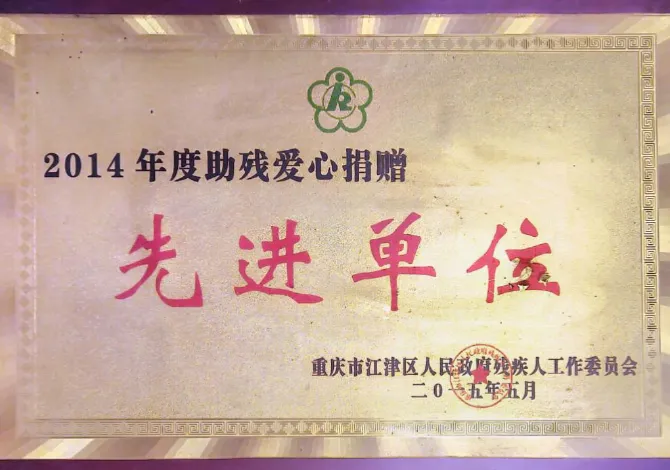 2014年度助残爱心捐赠
先进单位
重庆市江津区人民政府残疾人工作委员会
二〇一五年五月